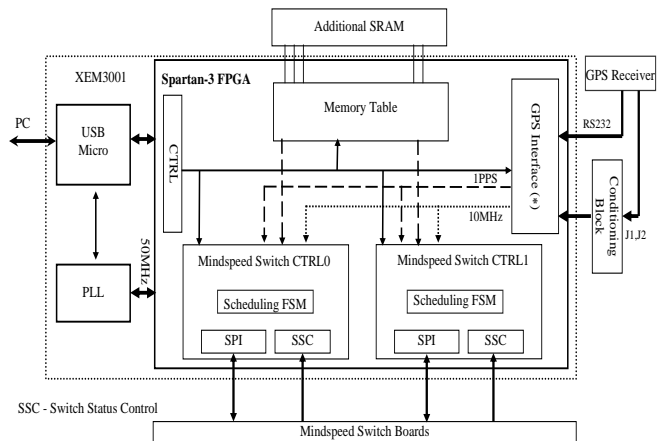 Additional SRAM
XEM3001
Spartan-3 FPGA
GPS Receiver
Memory Table
PC
USB
Micro
CTRL
GPS Interface (*)
RS232
1PPS
Conditioning
Block
10MHz
J1,J2
50MHz
PLL
Mindspeed Switch CTRL0
Mindspeed Switch CTRL1
Scheduling FSM
Scheduling FSM
SPI
SSC
SPI
SSC
SSC - Switch Status Control
Mindspeed Switch Boards